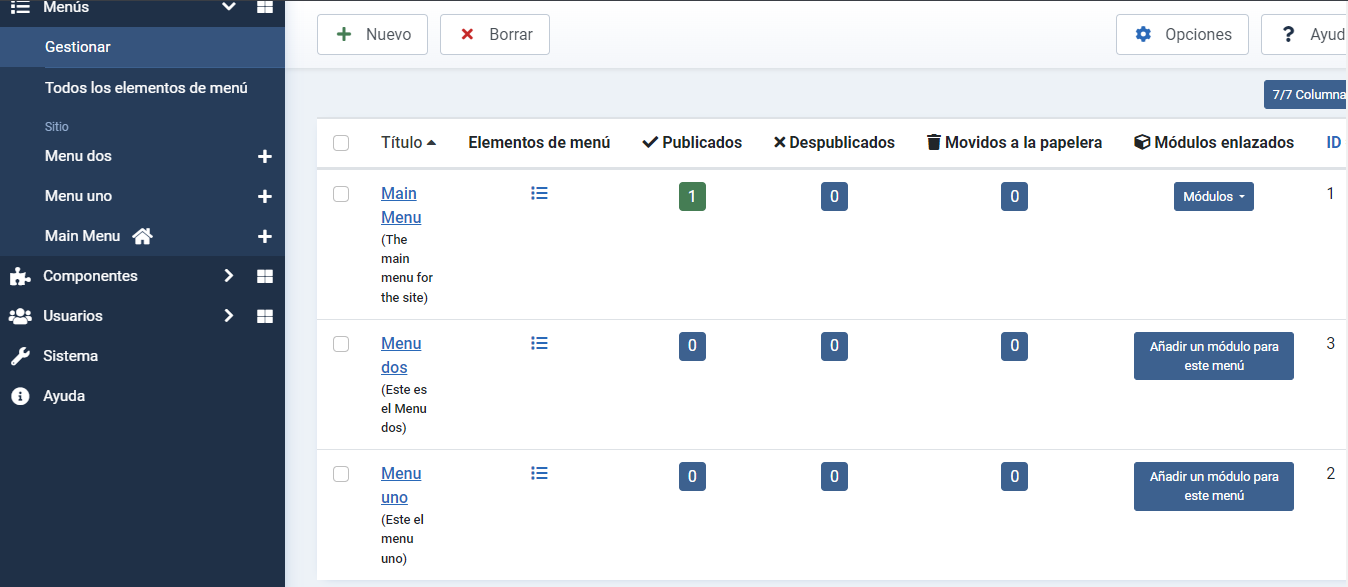 Menús
Gestionar
Todos los elementos de menú
Sitio
Menu dos
Menu uno
Main Menu
Componentes
Usuarios
Sistema
Ayuda
Nuevo
Borrar
Opciones
Ayud
7/7 Columna
Título
Elementos de menú
Publicados
Despublicados
Movidos a la papelera
Módulos enlazados
ID
Main
Menu
(The
main
menu for
the site)
1
0
0
Módulos
1
Menu
dos
(Este es
el Menu
dos)
0
0
0
Añadir un módulo para
este menú
3
Menu
uno
(Este el
menu
uno)
0
0
0
Añadir un módulo para
este menú
2